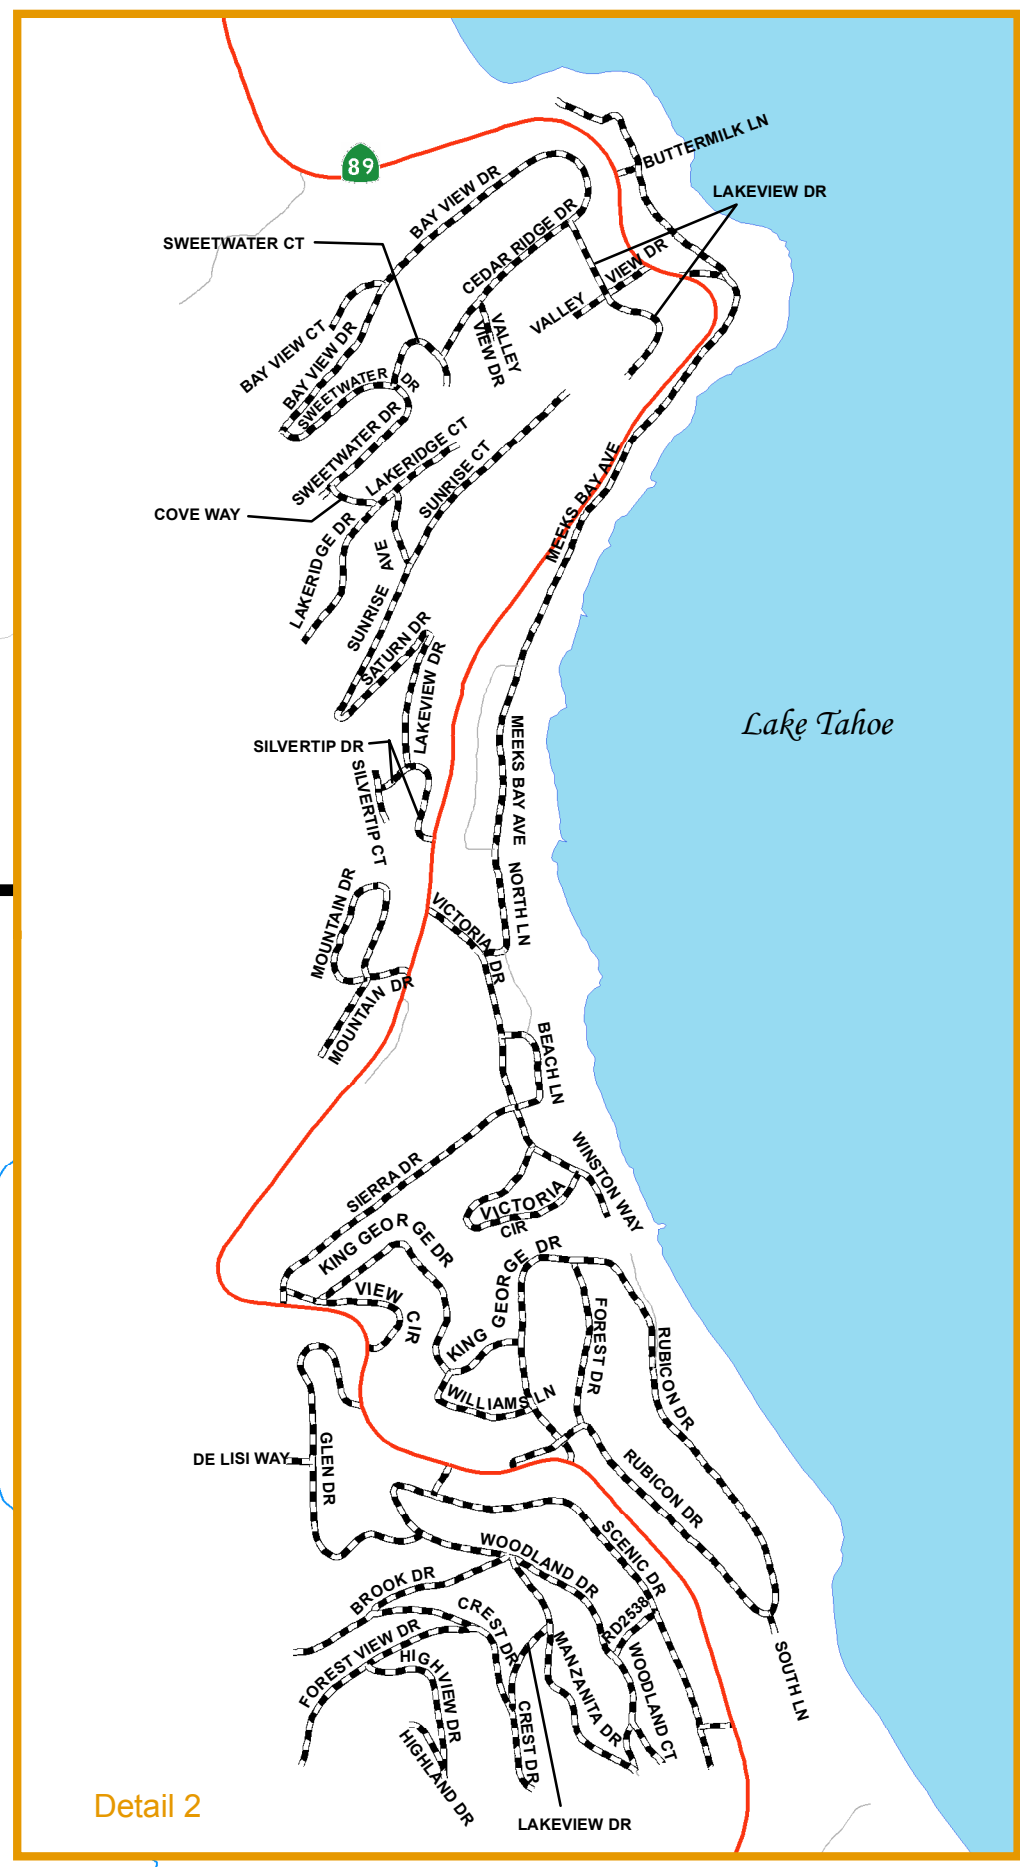 89
BUTTERMILK LN
BAY VIEW DR
LAKEVIEW DR
SWEETWATER CT
CEDAR RIDGE DR
VALLEY VIEW DR
VALLEY
VIEW DR
BAY VIEW CT
BAY VIEW DR
SWEETWATER DR
SWEETWATER DR
LAKERIDGE CT
SUNRISE CT
COVE WAY
LAKERIDGE DR
MEEKS BAY AVE
SUNRISE AVE
SATURN DR
LAKEVIEW DR
Lake Tahoe
SILVERTIP DR
SILVERTIP CT
MEEKS BAY AVE
NORTH LN
MOUNTAIN DR
VICTORIA DR
MOUNTAIN DR
BEACH LN
SIERRA DR
WINSTON WAY
VICTORIA
CIR
KING GEORGE DR
VIEW CIR
KING GEORGE DR
FOREST DR
RUBICON DR
WILLIAMS LN
DE LISI WAY
GLEN DR
RUBICON DR
SCENIC DR
WOODLAND DR
BROOK DR
CREST DR
RD2538
FOREST VIEW DR
HIGHVIEW DR
MANZANITA DR
WOODLAND CT
SOUTH LN
CREST DR
HIGHLAND DR
Detail 2
LAKEVIEW DR